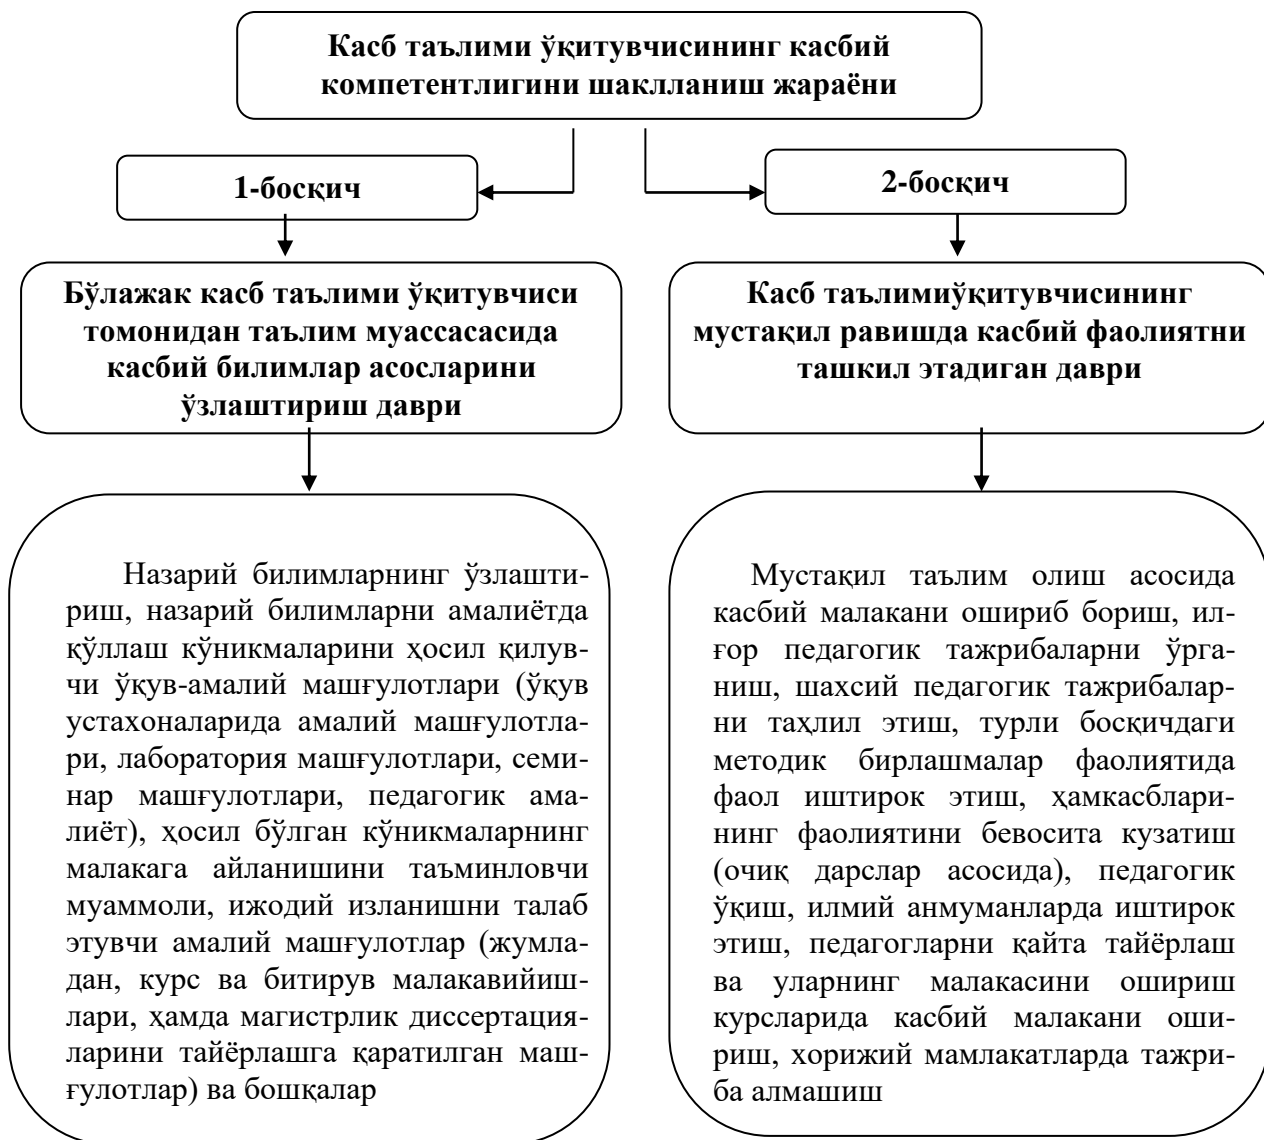 Касб таълими ўқитувчисининг касбий
компетентлигини шаклланиш жараёни
1-босқич
2-босқич
Бўлажак касб таълими ўқитувчиси
томонидан таълим муассасасида
касбий билимлар асосларини
ўзлаштириш даври
Касб таълимиўқитувчисининг
мустақил равишда касбий фаолиятни
ташкил этадиган даври
Назарий билимларнинг ўзлашти-
риш, назарий билимларни амалиётда
қўллаш кўникмаларини ҳосил қилув-
чи ўқув-амалий машғулотлари (ўқув
устахоналарида амалий машғулотла-
ри, лаборатория машғулотлари, семи-
нар машғулотлари, педагогик ама-
лиёт), ҳосил бўлган кўникмаларнинг
малакага айланишини таъминловчи
муаммоли, ижодий изланишни талаб
этувчи амалий машғулотлар (жумла-
дан, курс ва битирув малакавийиш-
лари, ҳамда магистрлик диссертация-
ларини тайёрлашга қаратилган маш-
ғулотлар) ва бошқалар
Мустақил таълим олиш асосида
касбий малакани ошириб бориш, ил-
ғор педагогик тажрибаларни ўрга-
ниш, шахсий педагогик тажрибалар-
ни таҳлил этиш, турли босқичдаги
методик бирлашмалар фаолиятида
фаол иштирок этиш, ҳамкасблари-
нинг фаолиятини бевосита кузатиш
(очиқ дарслар асосида), педагогик
ўқиш, илмий анмуманларда иштирок
этиш, педагогларни қайта тайёрлаш
ва уларнинг малакасини ошириш
курсларида касбий малакани оши-
риш, хорижий мамлакатларда тажри-
ба алмашиш